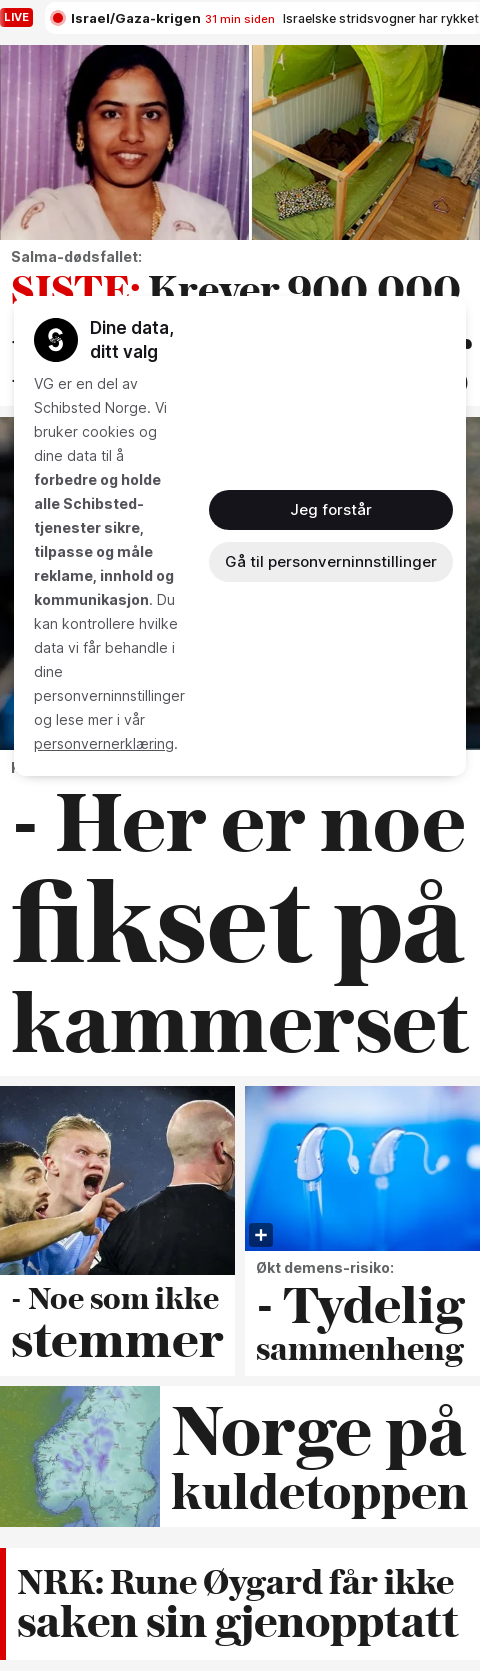 LIVE
Israel/Gaza-krigen 31 min siden Israelske stridsvogner har rykket
Salma-dødsfallet:
SISTE: Krever 900 000
Dine data,
ditt valg
VG er en del av
Schibsted Norge. Vi
bruker cookies og
dine data til å
forbedre og holde
alle Schibsted-
tjenester sikre,
tilpasse og måle
reklame, innhold og
kommunikasjon. Du
kan kontrollere hvilke
data vi får behandle i
dine
personverninnstillinger
og lese mer i vår
personvernerklæring.
Jeg forstår
Gå til personverninnstillinger
- Her er noe
fikset på
kammerset
- Noe som ikke
stemmer
Økt demens-risiko:
- Tydelig
sammenheng
Norge på
kuldetoppen
NRK: Rune Øygard får ikke
saken sin gjenopptatt